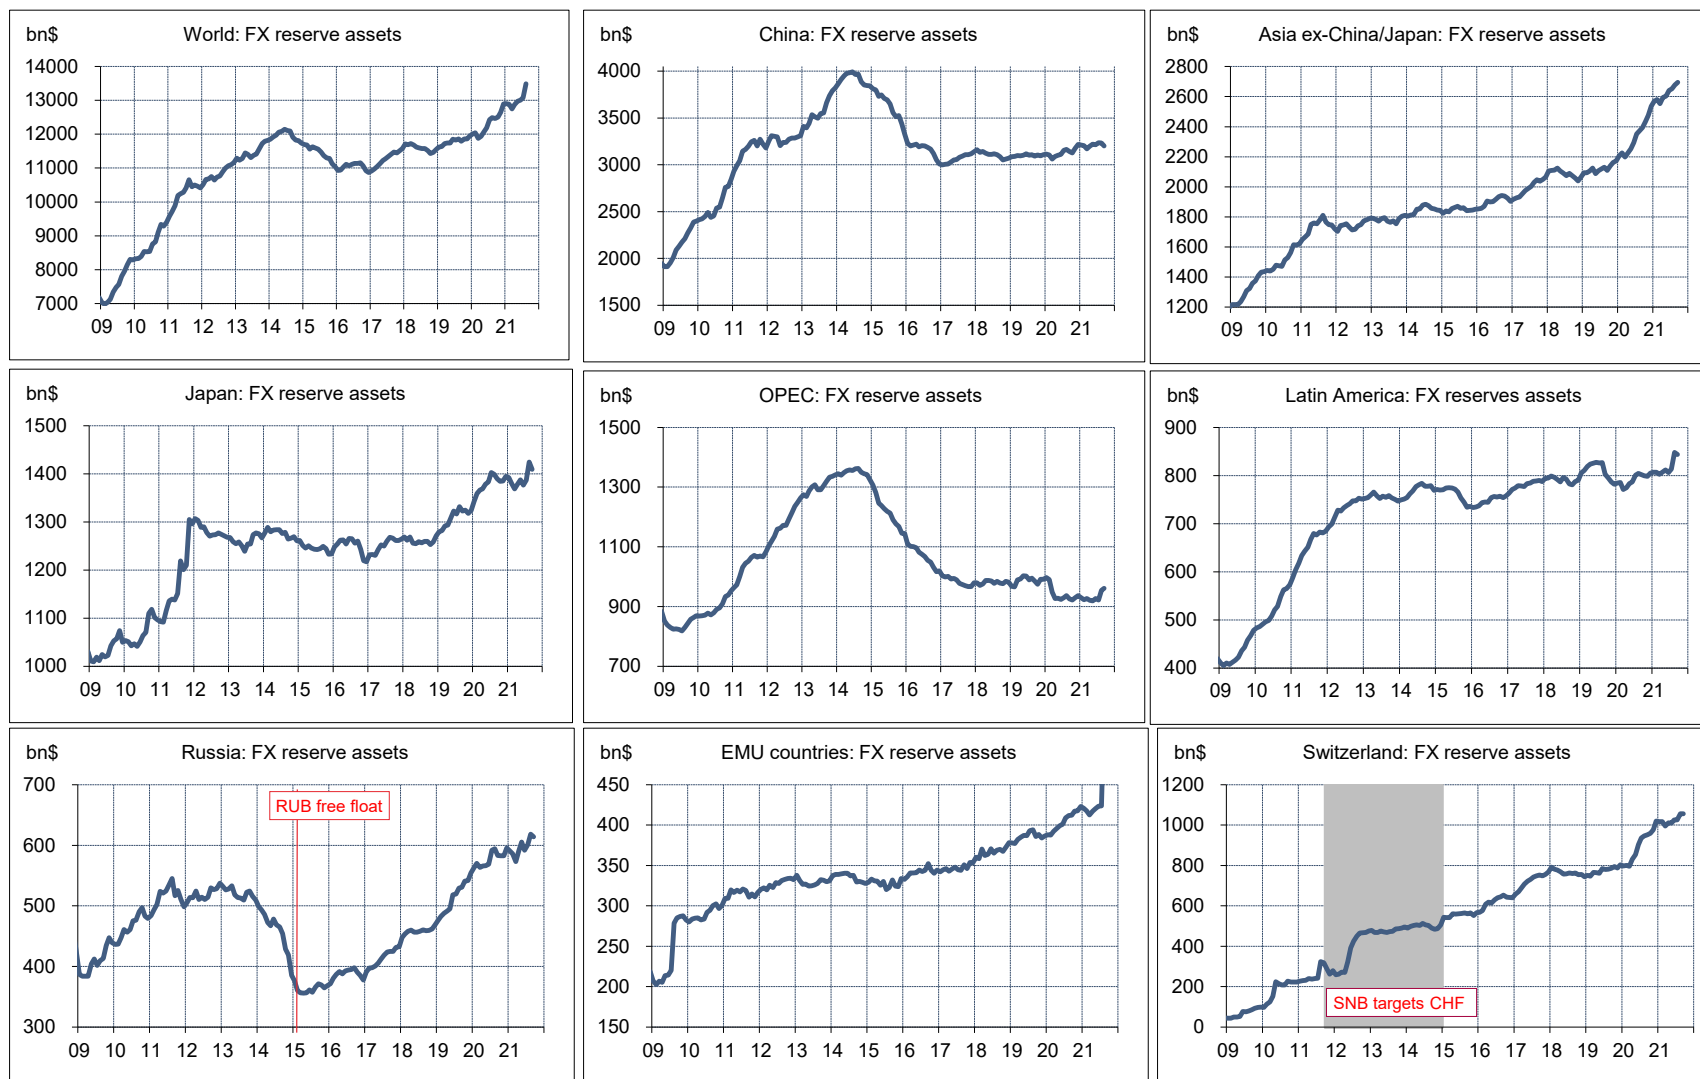 bn$ World: FX reserve assets
14000
13000
12000
11000
10000
9000
8000
7000
09 10 11 12 13 14 15 16 17 18 19 20 21
bn$ China: FX reserve assets
4000
3500
3000
2500
2000
1500
09 10 11 12 13 14 15 16 17 18 19 20 21
bn$ Asia ex-China/Japan: FX reserve assets
2800
2600
2400
2200
2000
1800
1600
1400
1200
09 10 11 12 13 14 15 16 17 18 19 20 21
bn$ Japan: FX reserve assets
1500
1400
1300
1200
1100
1000
09 10 11 12 13 14 15 16 17 18 19 20 21
bn$ OPEC: FX reserve assets
1500
1300
1100
900
700
09 10 11 12 13 14 15 16 17 18 19 20 21
bn$ Latin America: FX reserves assets
900
800
700
600
500
400
09 10 11 12 13 14 15 16 17 18 19 20 21
bn$ Russia: FX reserve assets
700
RUB free float
600
500
400
300
09 10 11 12 13 14 15 16 17 18 19 20 21
bn$ EMU countries: FX reserve assets
450
400
350
300
250
200
150
09 10 11 12 13 14 15 16 17 18 19 20 21
bn$ Switzerland: FX reserve assets
1200
1000
800
600
400
200
SNB targets CHF
0
09 10 11 12 13 14 15 16 17 18 19 20 21